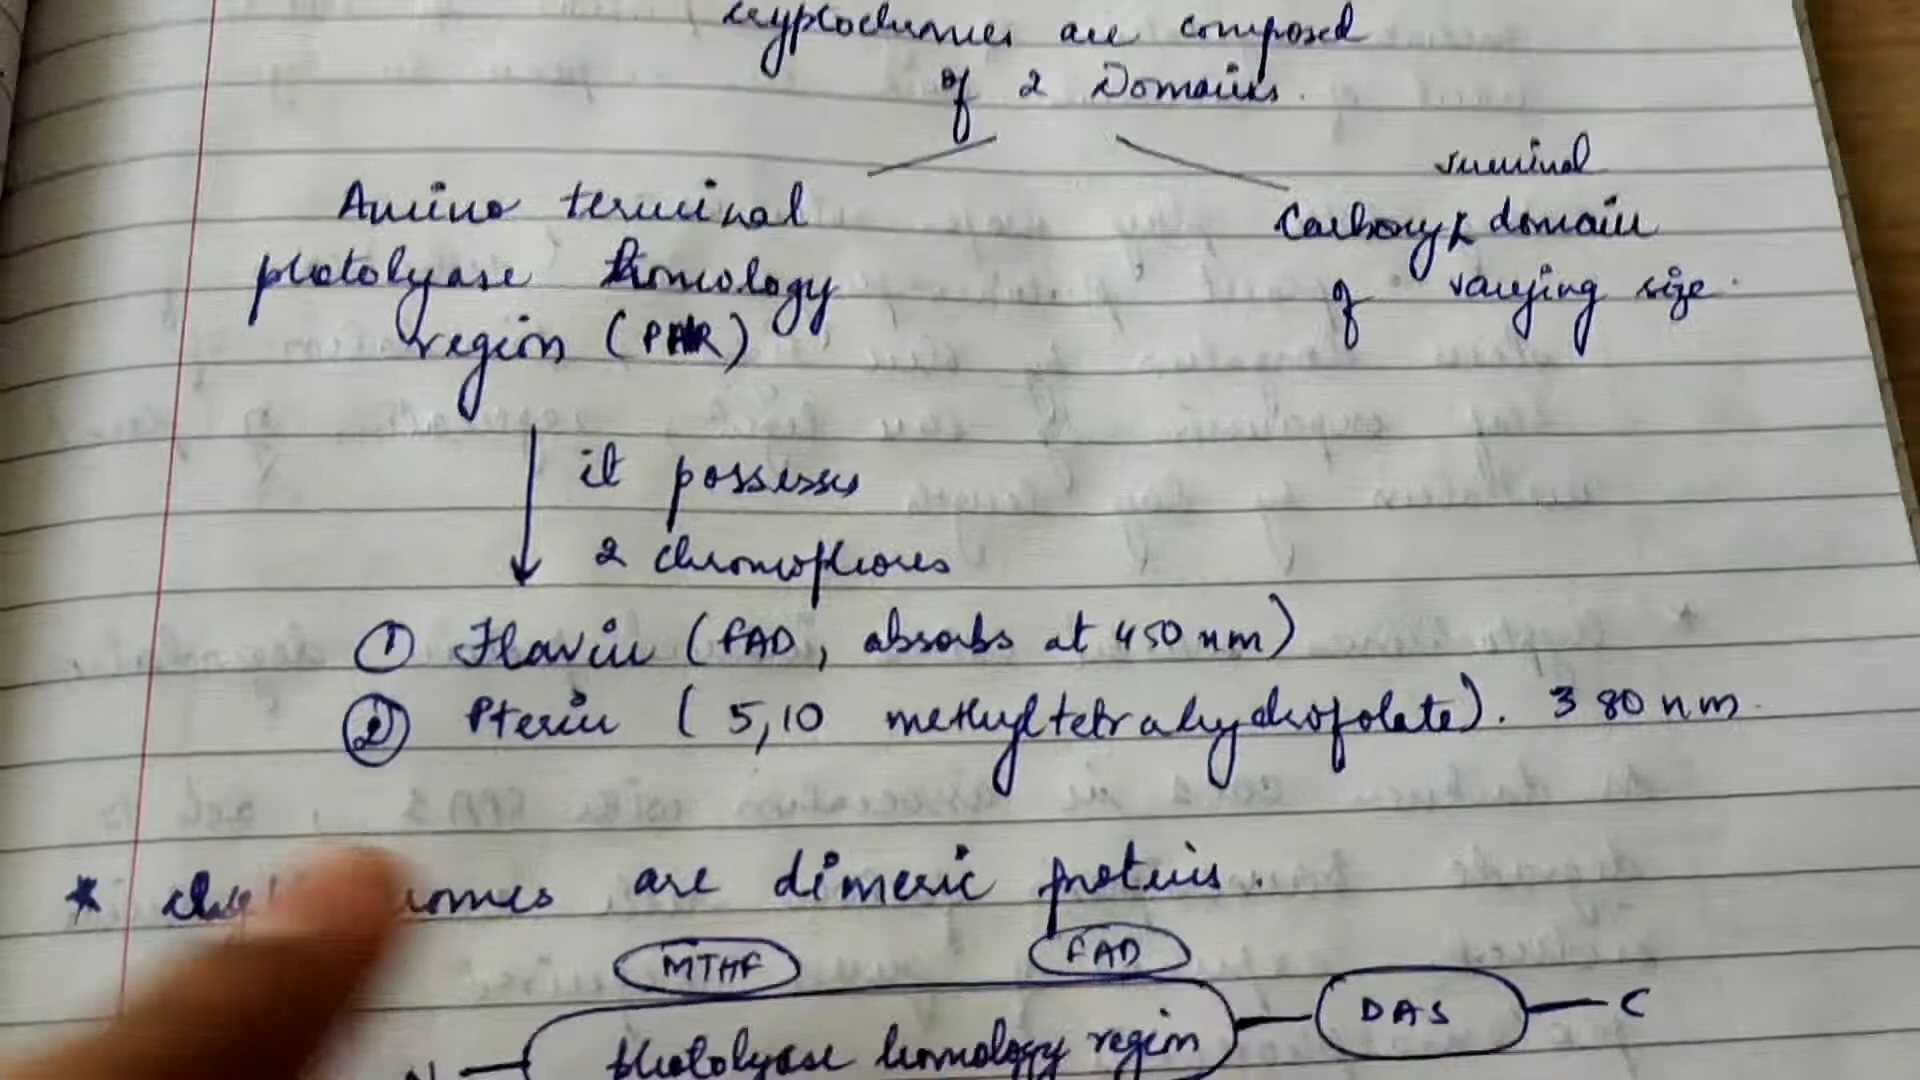 cryptochromes are composed
of 2 Domains.
Amino terminal
photolyase homology
region (PHR)
terminal
Carboxy domain
of varying size.
it possesses
2 chromophores
① Flavin (FAD, absorbs at 450 nm)
② Pterin (5,10 methyltetrahydrofolate). 380 nm.
* are dimeric proteins.
MTHF FAD
N photolyase homology region DAS C